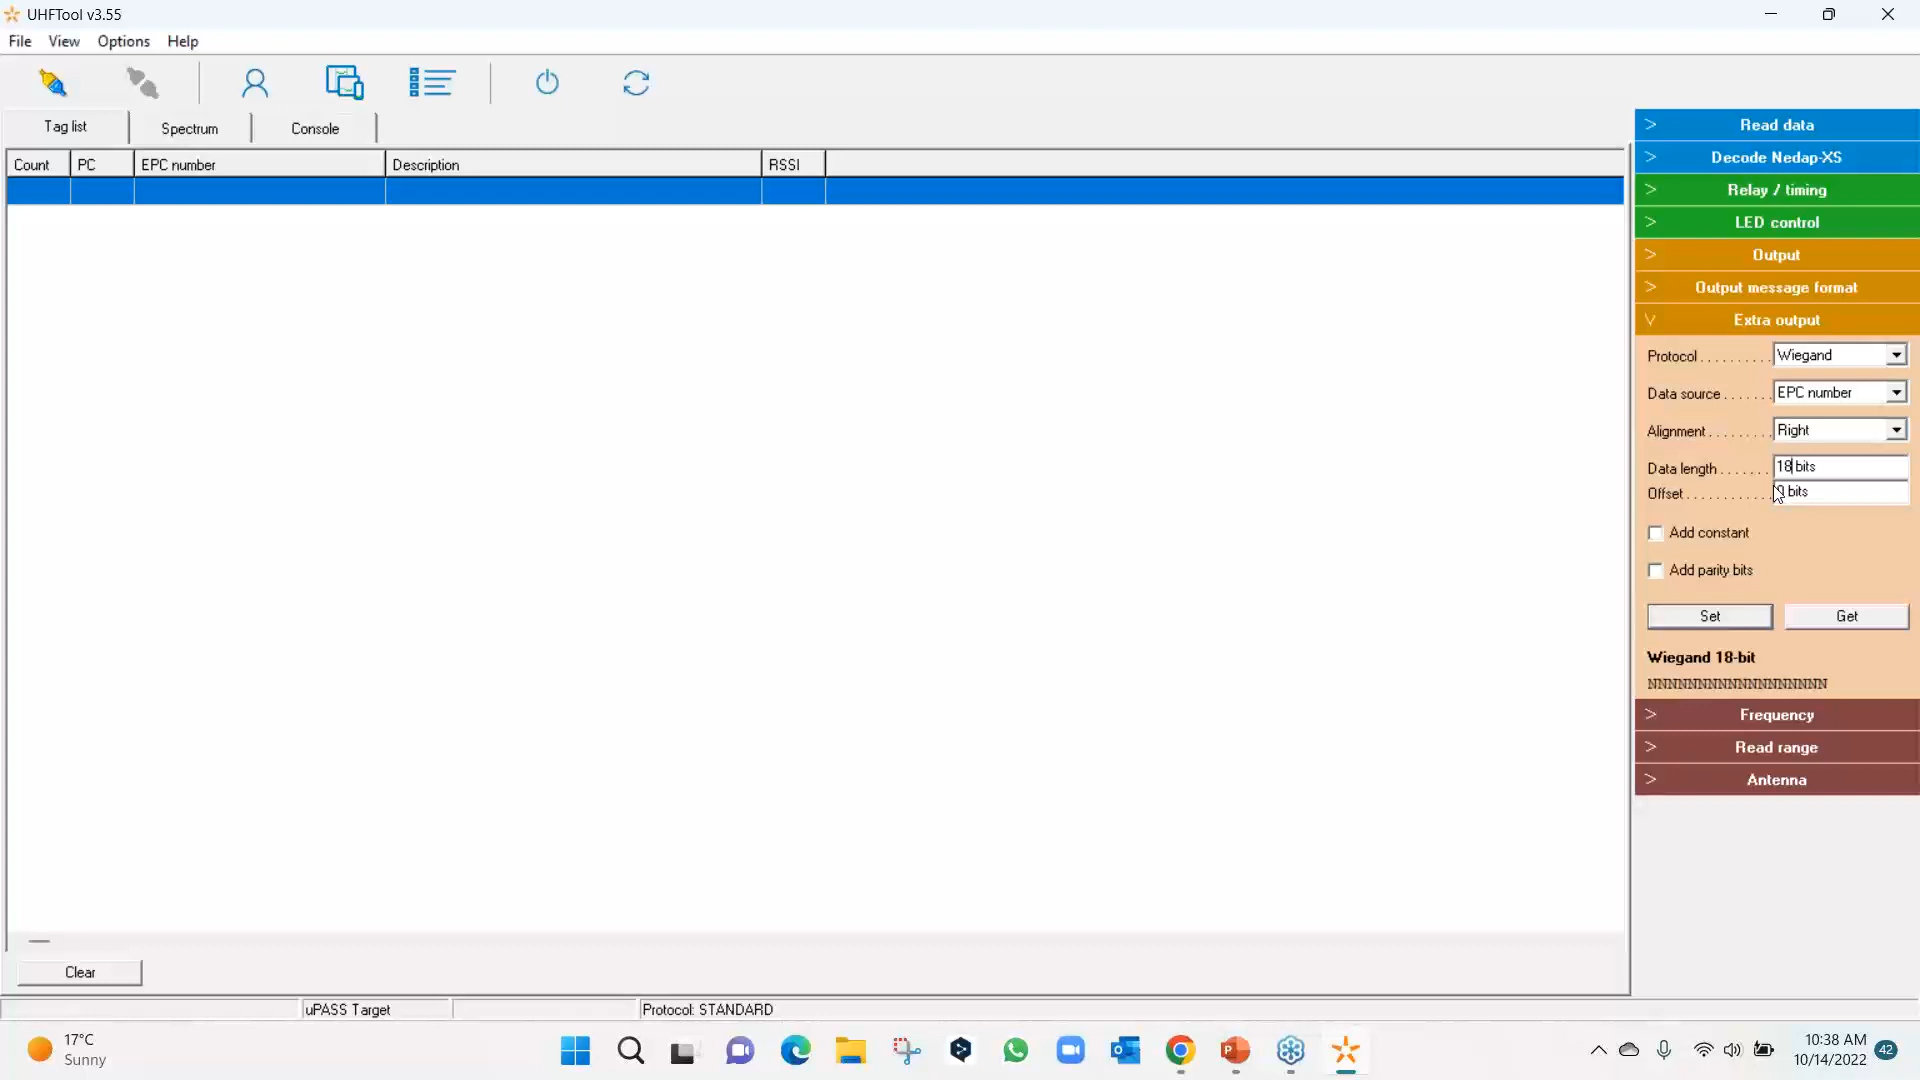 UHFTool v3.55
File View Options Help
Tag list Spectrum Console
Count PC EPC number Description RSSI
> Read data
> Decode Nedap-XS
> Relay / timing
> LED control
> Output
> Output message format
Extra output
Protocol . . . . . . . . . . Wiegand
Data source . . . . . . . EPC number
Alignment . . . . . . . . . Right
Data length . . . . . . . 18 bits
Offset . . . . . . . . . . . . 0 bits
Add constant
Add parity bits
Set Get
Wiegand 18-bit
NNNNNNNNNNNNNNNNNN
> Frequency
> Read range
> Antenna
Clear
uPASS Target Protocol: STANDARD
17°C
Sunny
10:38 AM
10/14/2022
42